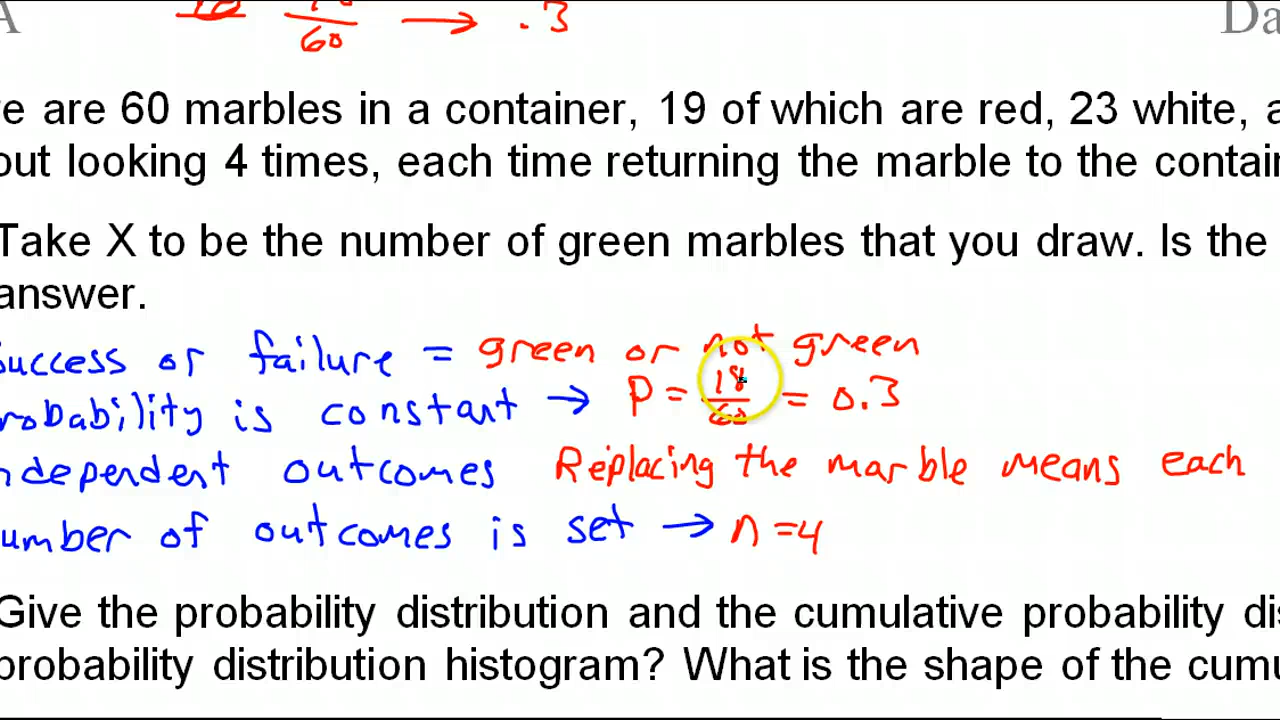 60 → .3
Da
e are 60 marbles in a container, 19 of which are red, 23 white, a
out looking 4 times, each time returning the marble to the contain
Take X to be the number of green marbles that you draw. Is the
answer.
uccess or failure = green or not green
robability is constant → P = 18/60 = 0.3
ndependent outcomes Replacing the marble means each
umber of outcomes is set → n = 4
Give the probability distribution and the cumulative probability di
probability distribution histogram? What is the shape of the cumu